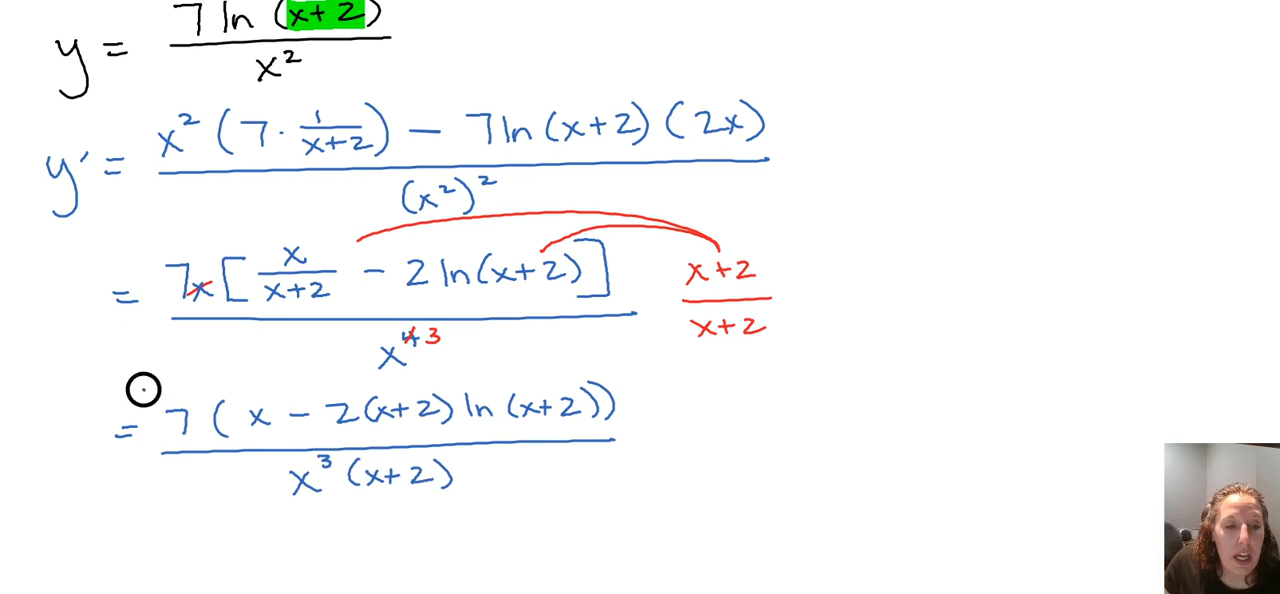 y = 7 ln (x+2) / x²
y' = x² (7 · 1/(x+2)) − 7 ln (x+2) (2x) / (x²)²
= 7x [ x/(x+2) − 2 ln (x+2) ] / x⁴ 3 (x+2)/(x+2)
= 7 ( x − 2(x+2) ln (x+2)) / x³ (x+2)